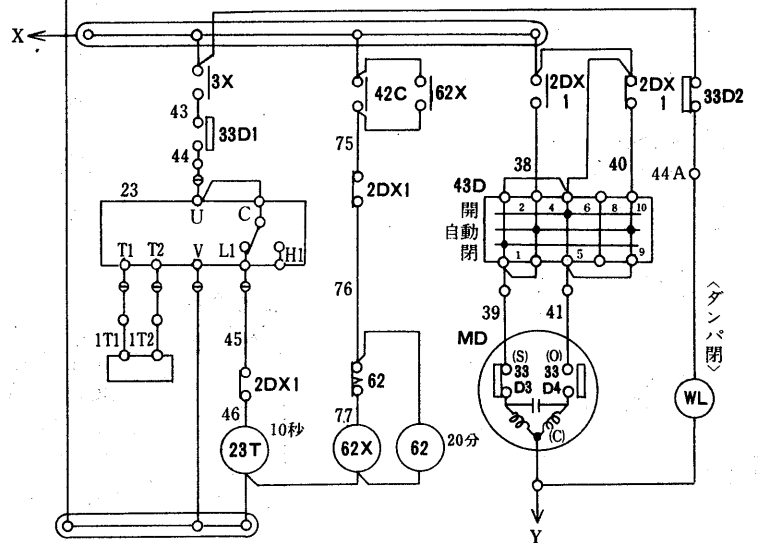 X
3X
42C
62X
2DX
1
2DX
1
33D2
43
33D1
75
44
38
40
44A
23
2DX1
43D
U
C
開
2
4
6
8
10
自動
T1
T2
V
L1
H1
閉
1
5
9
76
39
41
〈ダンパ閉〉
MD
1T1
1T2
45
(S)
(O)
33
D3
33
D4
62
2DX1
WL
46
77
(C)
23T
10秒
62X
62
20分
Y